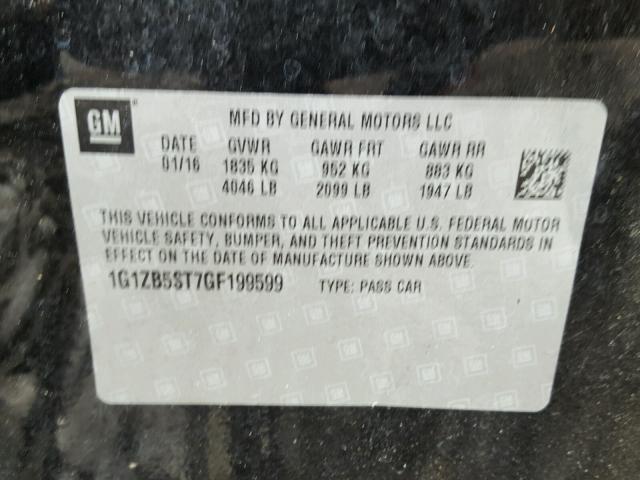 GM ®
MFD BY GENERAL MOTORS LLC
DATE GVWR GAWR FRT GAWR RR
01/16 1835 KG 952 KG 883 KG
4046 LB 2099 LB 1947 LB
THIS VEHICLE CONFORMS TO ALL APPLICABLE U.S. FEDERAL MOTOR
VEHICLE SAFETY, BUMPER, AND THEFT PREVENTION STANDARDS IN
EFFECT ON THE DATE OF MANUFACTURE SHOWN ABOVE.
1G1ZB5ST7GF199599 TYPE: PASS CAR